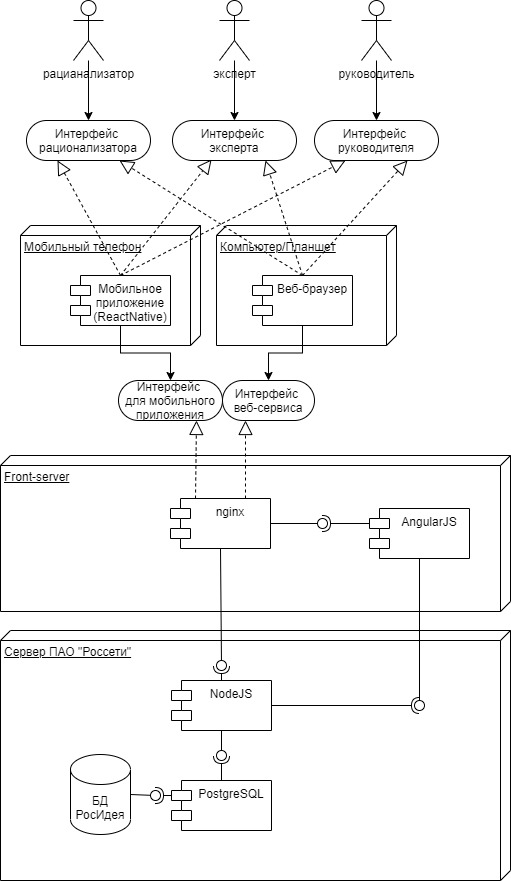 рацианализатор
эксперт
руководитель
Интерфейс
рационализатора
Интерфейс
эксперта
Интерфейс
руководителя
Мобильный телефон
Компьютер/Планшет
Мобильное
приложение
(ReactNative)
Веб-браузер
Интерфейс
для мобильного
приложения
Интерфейс
веб-сервиса
Front-server
nginx
AngularJS
Сервер ПАО "Россети"
NodeJS
PostgreSQL
БД
РосИдея